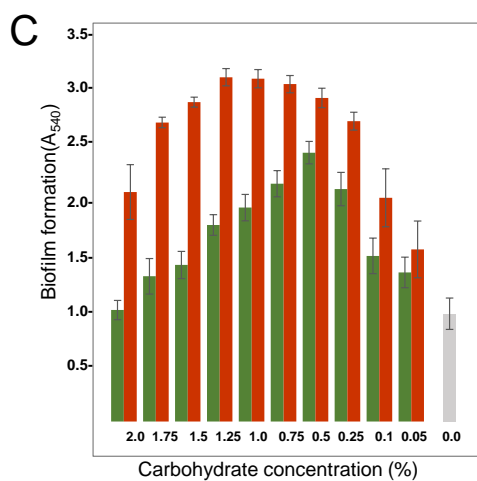 C
3.5-
3.0-
2.5-
2.0-
1.5-
1.0-
0.5-
Biofilm formation(A540)
2.0 1.75 1.5 1.25 1.0 0.75 0.5 0.25 0.1 0.05 0.0
Carbohydrate concentration (%)